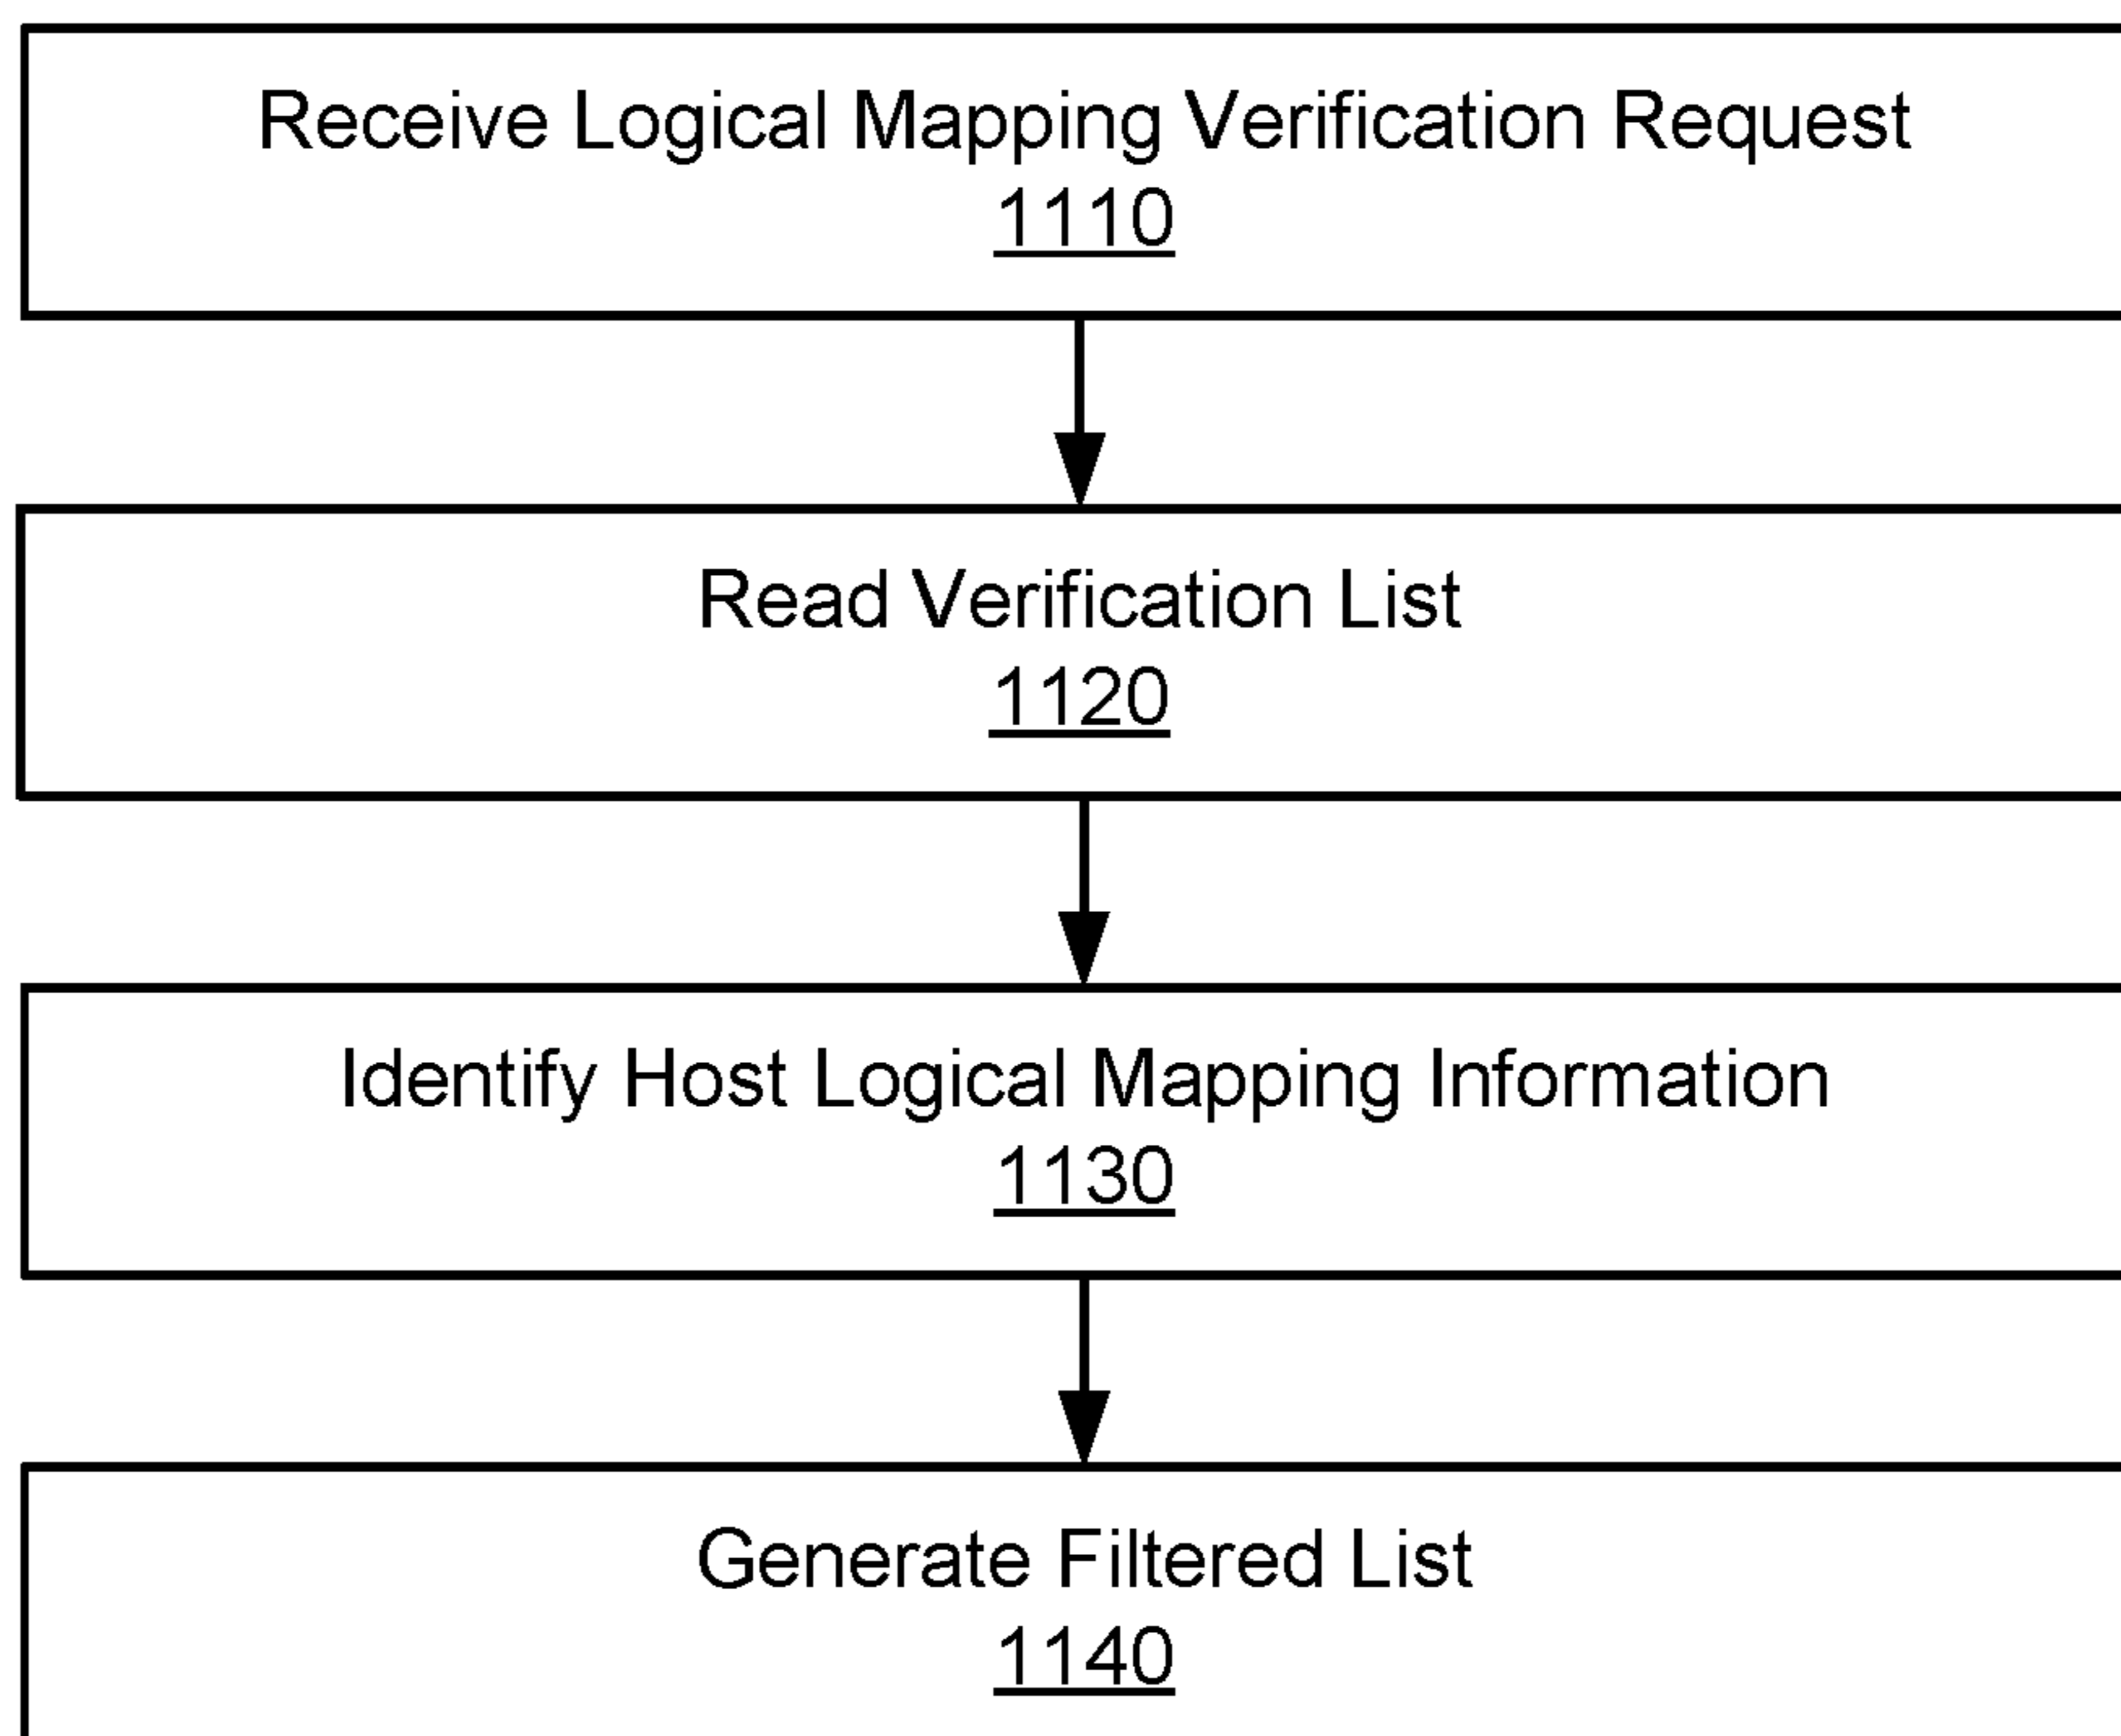 Receive Logical Mapping Verification Request
1110
Read Verification List
1120
Identify Host Logical Mapping Information
1130
Generate Filtered List
1140